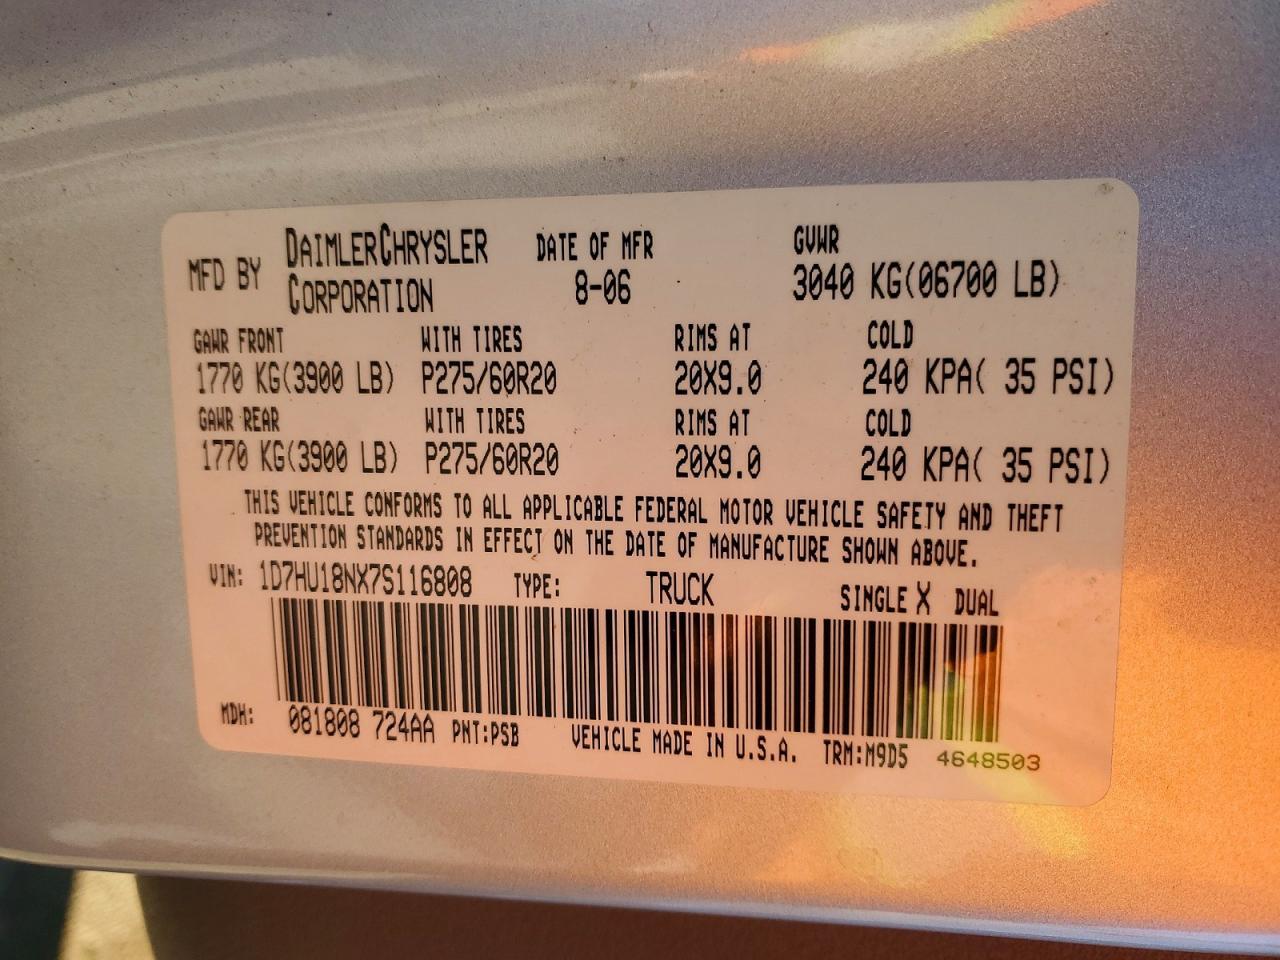 MFD BY DAIMLERCHRYSLER CORPORATION DATE OF MFR 8-06 GVWR 3040 KG(06700 LB)
GAWR FRONT WITH TIRES RIMS AT COLD
1770 KG(3900 LB) P275/60R20 20X9.0 240 KPA( 35 PSI)
GAWR REAR WITH TIRES RIMS AT COLD
1770 KG(3900 LB) P275/60R20 20X9.0 240 KPA( 35 PSI)
THIS VEHICLE CONFORMS TO ALL APPLICABLE FEDERAL MOTOR VEHICLE SAFETY AND THEFT
PREVENTION STANDARDS IN EFFECT ON THE DATE OF MANUFACTURE SHOWN ABOVE.
VIN: 1D7HU18NX7S116808 TYPE: TRUCK SINGLE X DUAL
MDH: 081808 724AA PNT:PSB VEHICLE MADE IN U.S.A. TRM:M9D5 4648503